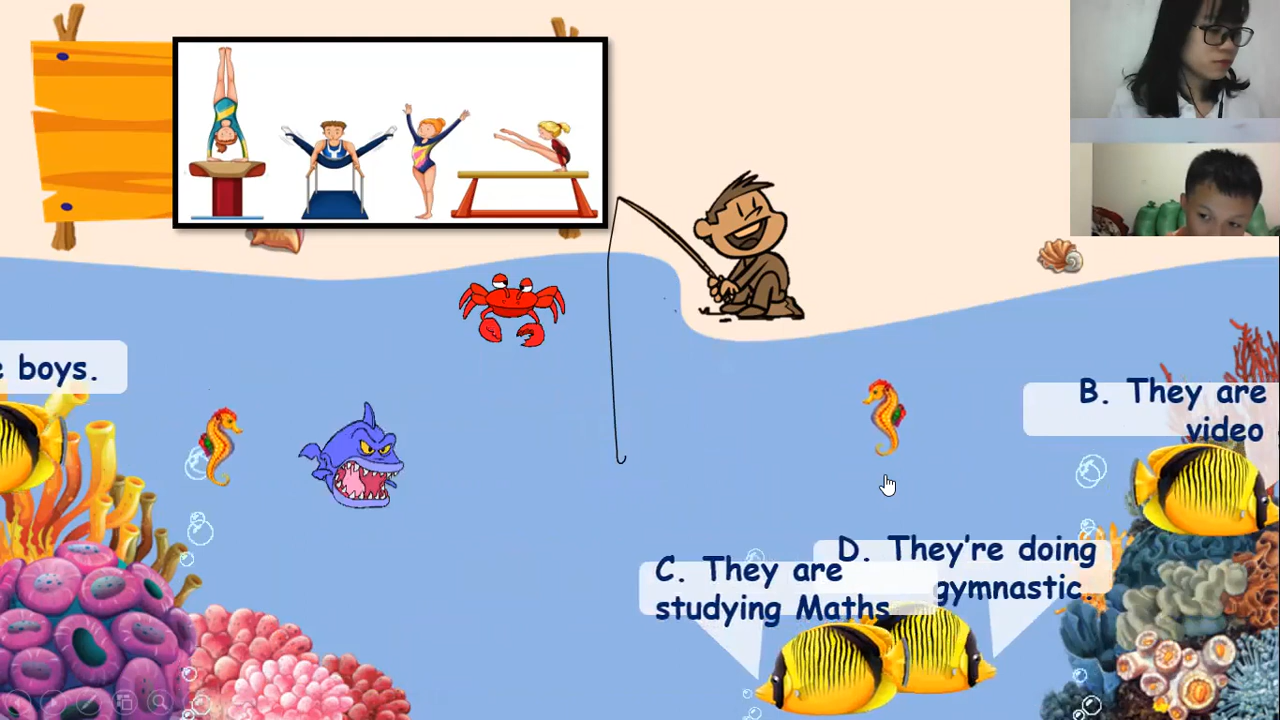 boys.
B. They are
video
D. They're doing
gymnastic.
C. They are
studying Maths